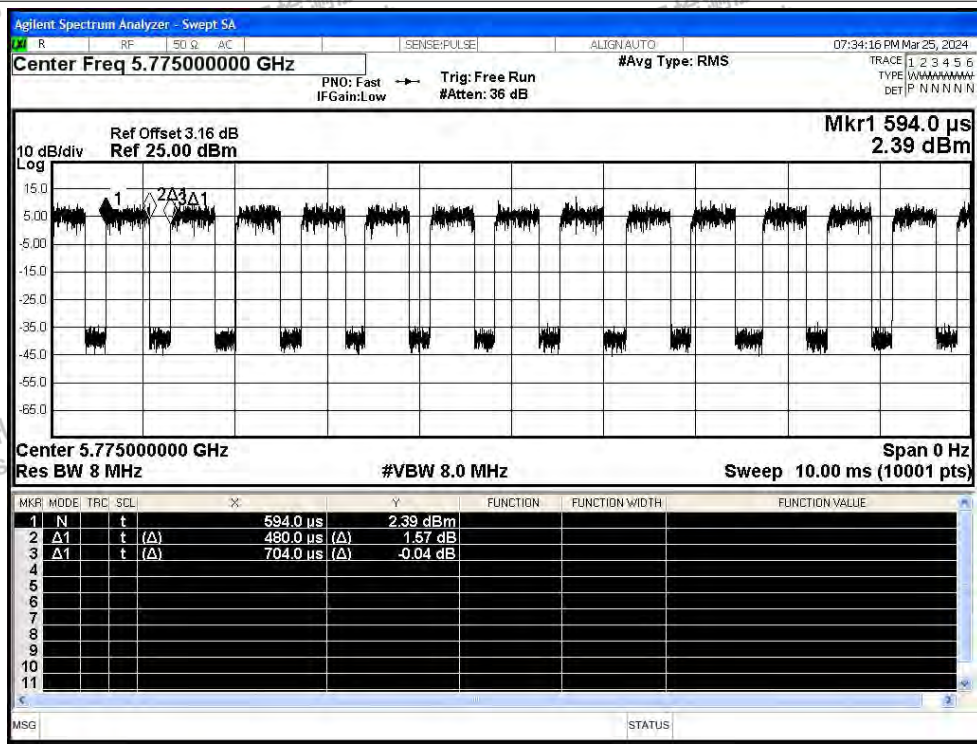 Agilent Spectrum Analyzer - Swept SA
R RF 50 Ω AC SENSE:PULSE ALIGN AUTO 07:34:16 PM Mar 25, 2024
Center Freq 5.775000000 GHz #Avg Type: RMS TRACE 1 2 3 4 5 6
PNO: Fast Trig: Free Run TYPE
IFGain:Low #Atten: 36 dB DET P N N N N N
Mkr1 594.0 µs
Ref Offset 3.16 dB
10 dB/div Ref 25.00 dBm 2.39 dBm
Log
15.0
1 2Δ1 3Δ1
5.00
-5.00
-15.0
-25.0
-35.0
-45.0
-55.0
-65.0
Center 5.775000000 GHz Span 0 Hz
Res BW 8 MHz #VBW 8.0 MHz Sweep 10.00 ms (10001 pts)
MKR MODE TRC SCL X Y FUNCTION FUNCTION WIDTH FUNCTION VALUE
1 N t 594.0 µs 2.39 dBm
2 Δ1 t (Δ) 480.0 µs (Δ) 1.57 dB
3 Δ1 t (Δ) 704.0 µs (Δ) -0.04 dB
4
5
6
7
8
9
10
11
MSG STATUS